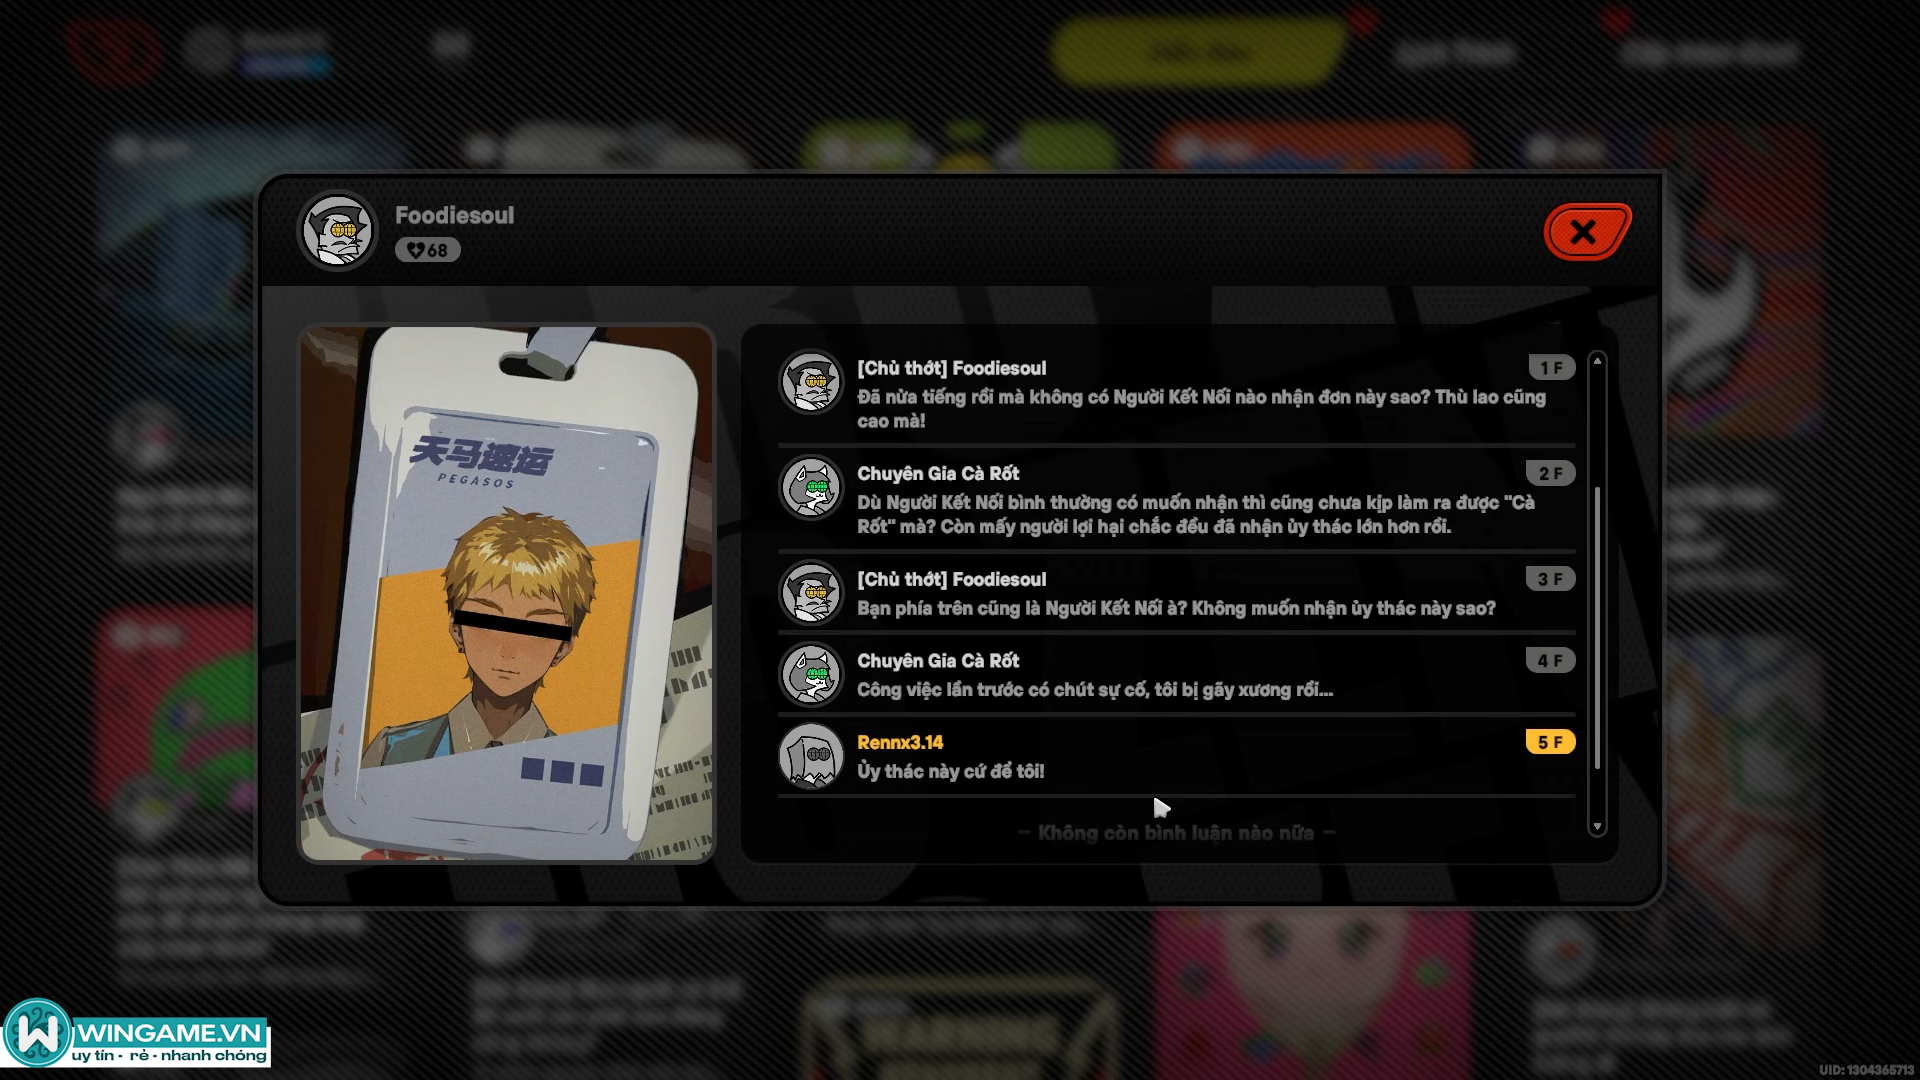 Foodiesoul
68
天马速运
PEGASOS
[Chủ thớt] Foodiesoul
1 F
Đã nửa tiếng rồi mà không có Người Kết Nối nào nhận đơn này sao? Thù lao cũng
cao mà!
Chuyên Gia Cà Rốt
2 F
Dù Người Kết Nối bình thường có muốn nhận thì cũng chưa kịp làm ra được "Cà
Rốt" mà? Còn mấy người lợi hại chắc đều đã nhận ủy thác lớn hơn rồi.
[Chủ thớt] Foodiesoul
3 F
Bạn phía trên cũng là Người Kết Nối à? Không muốn nhận ủy thác này sao?
Chuyên Gia Cà Rốt
4 F
Công việc lần trước có chút sự cố, tôi bị gãy xương rồi...
Rennx3.14
5 F
Ủy thác này cứ để tôi!
– Không còn bình luận nào nữa –
WINGAME.VN
uy tín - rẻ - nhanh chóng
UID: 1304365713